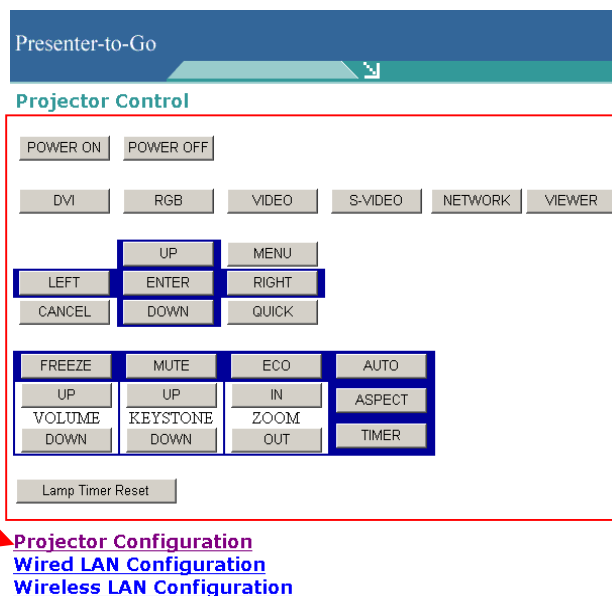 Presenter-to-Go
Projector Control
POWER ON POWER OFF
DVI RGB VIDEO S-VIDEO NETWORK VIEWER
UP MENU
LEFT ENTER RIGHT
CANCEL DOWN QUICK
FREEZE MUTE ECO AUTO
UP UP IN ASPECT
VOLUME KEYSTONE ZOOM
DOWN DOWN OUT TIMER
Lamp Timer Reset
Projector Configuration
Wired LAN Configuration
Wireless LAN Configuration